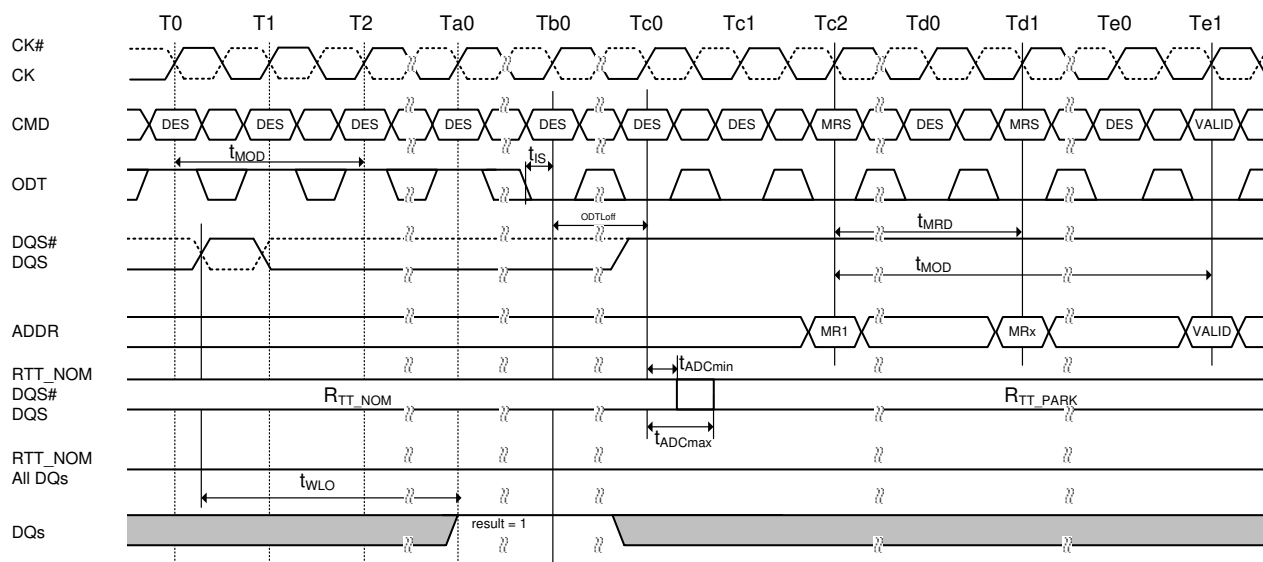 T0 T1 T2 Ta0 Tb0 Tc0 Tc1 Tc2 Td0 Td1 Te0 Te1
CK#
CK
CMD DES DES DES DES DES DES DES MRS DES MRS DES VALID
tMOD tIS
ODT
ODTLoff
DQS# tMRD
DQS
tMOD
ADDR MR1 MRx VALID
RTT_NOM tADCmin
DQS# RTT_NOM RTT_PARK
DQS
tADCmax
RTT_NOM
All DQs
tWLO
result = 1
DQs